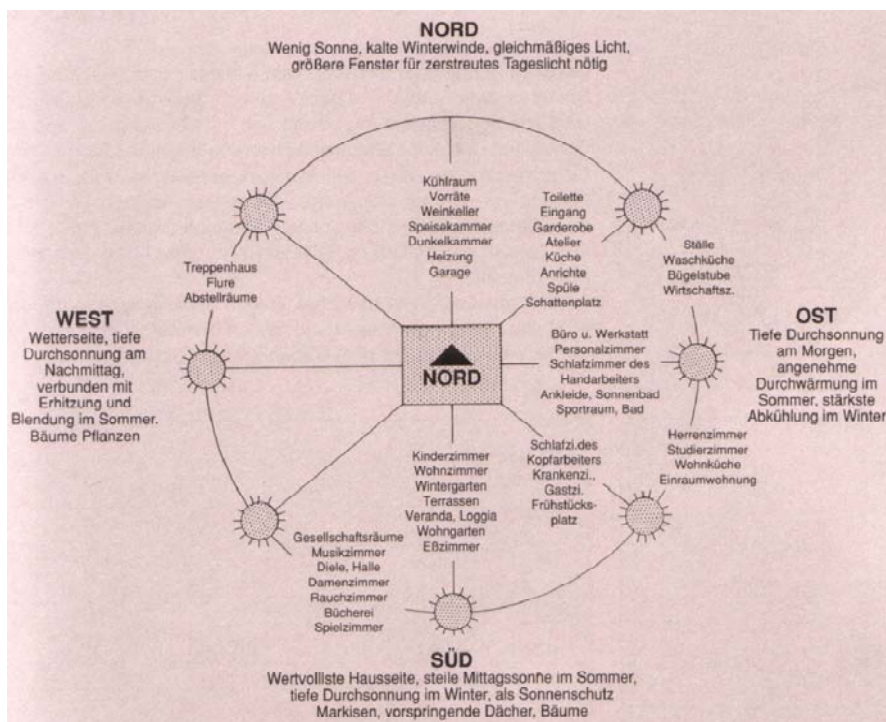 NORD
Wenig Sonne, kalte Winterwinde, gleichmäßiges Licht,
größere Fenster für zerstreutes Tageslicht nötig
Kühlraum
Vorräte
Weinkeller
Speisekammer
Dunkelkammer
Heizung
Garage
Toilette
Eingang
Garderobe
Atelier
Küche
Anrichte
Spüle
Schattenplatz
Ställe
Waschküche
Bügelstube
Wirtschaftsz.
Treppenhaus
Flure
Abstellräume
WEST
Wetterseite, tiefe
Durchsonnung am
Nachmittag,
verbunden mit
Erhitzung und
Blendung im Sommer.
Bäume Pflanzen
NORD
Büro u. Werkstatt
Personalzimmer
Schlafzimmer des
Handarbeiters
Ankleide, Sonnenbad
Sportraum, Bad
OST
Tiefe Durchsonnung
am Morgen,
angenehme
Durchwärmung im
Sommer, stärkste
Abkühlung im Winter
Herrenzimmer
Studierzimmer
Wohnküche
Einraumwohnung
Schlafzi.des
Kopfarbeiters
Krankenzi.,
Gastzi.
Frühstücks-
platz
Kinderzimmer
Wohnzimmer
Wintergarten
Terrassen
Veranda, Loggia
Wohngarten
Eßzimmer
Gesellschaftsräume
Musikzimmer
Diele, Halle
Damenzimmer
Rauchzimmer
Bücherei
Spielzimmer
SÜD
Wertvollste Hausseite, steile Mittagssonne im Sommer,
tiefe Durchsonnung im Winter, als Sonnenschutz
Markisen, vorspringende Dächer, Bäume